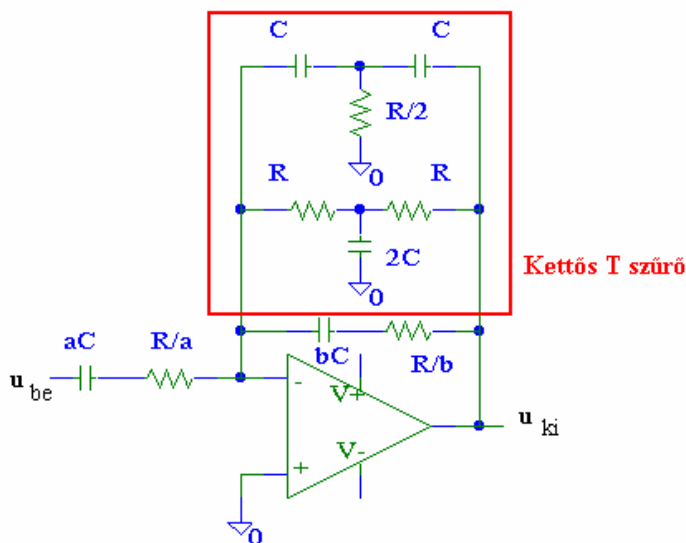 C C
R/2
0
R R
2C
0
Kettős T szűrő
aC R/a bC R/b
u be
- V+
u ki
V-
+
0